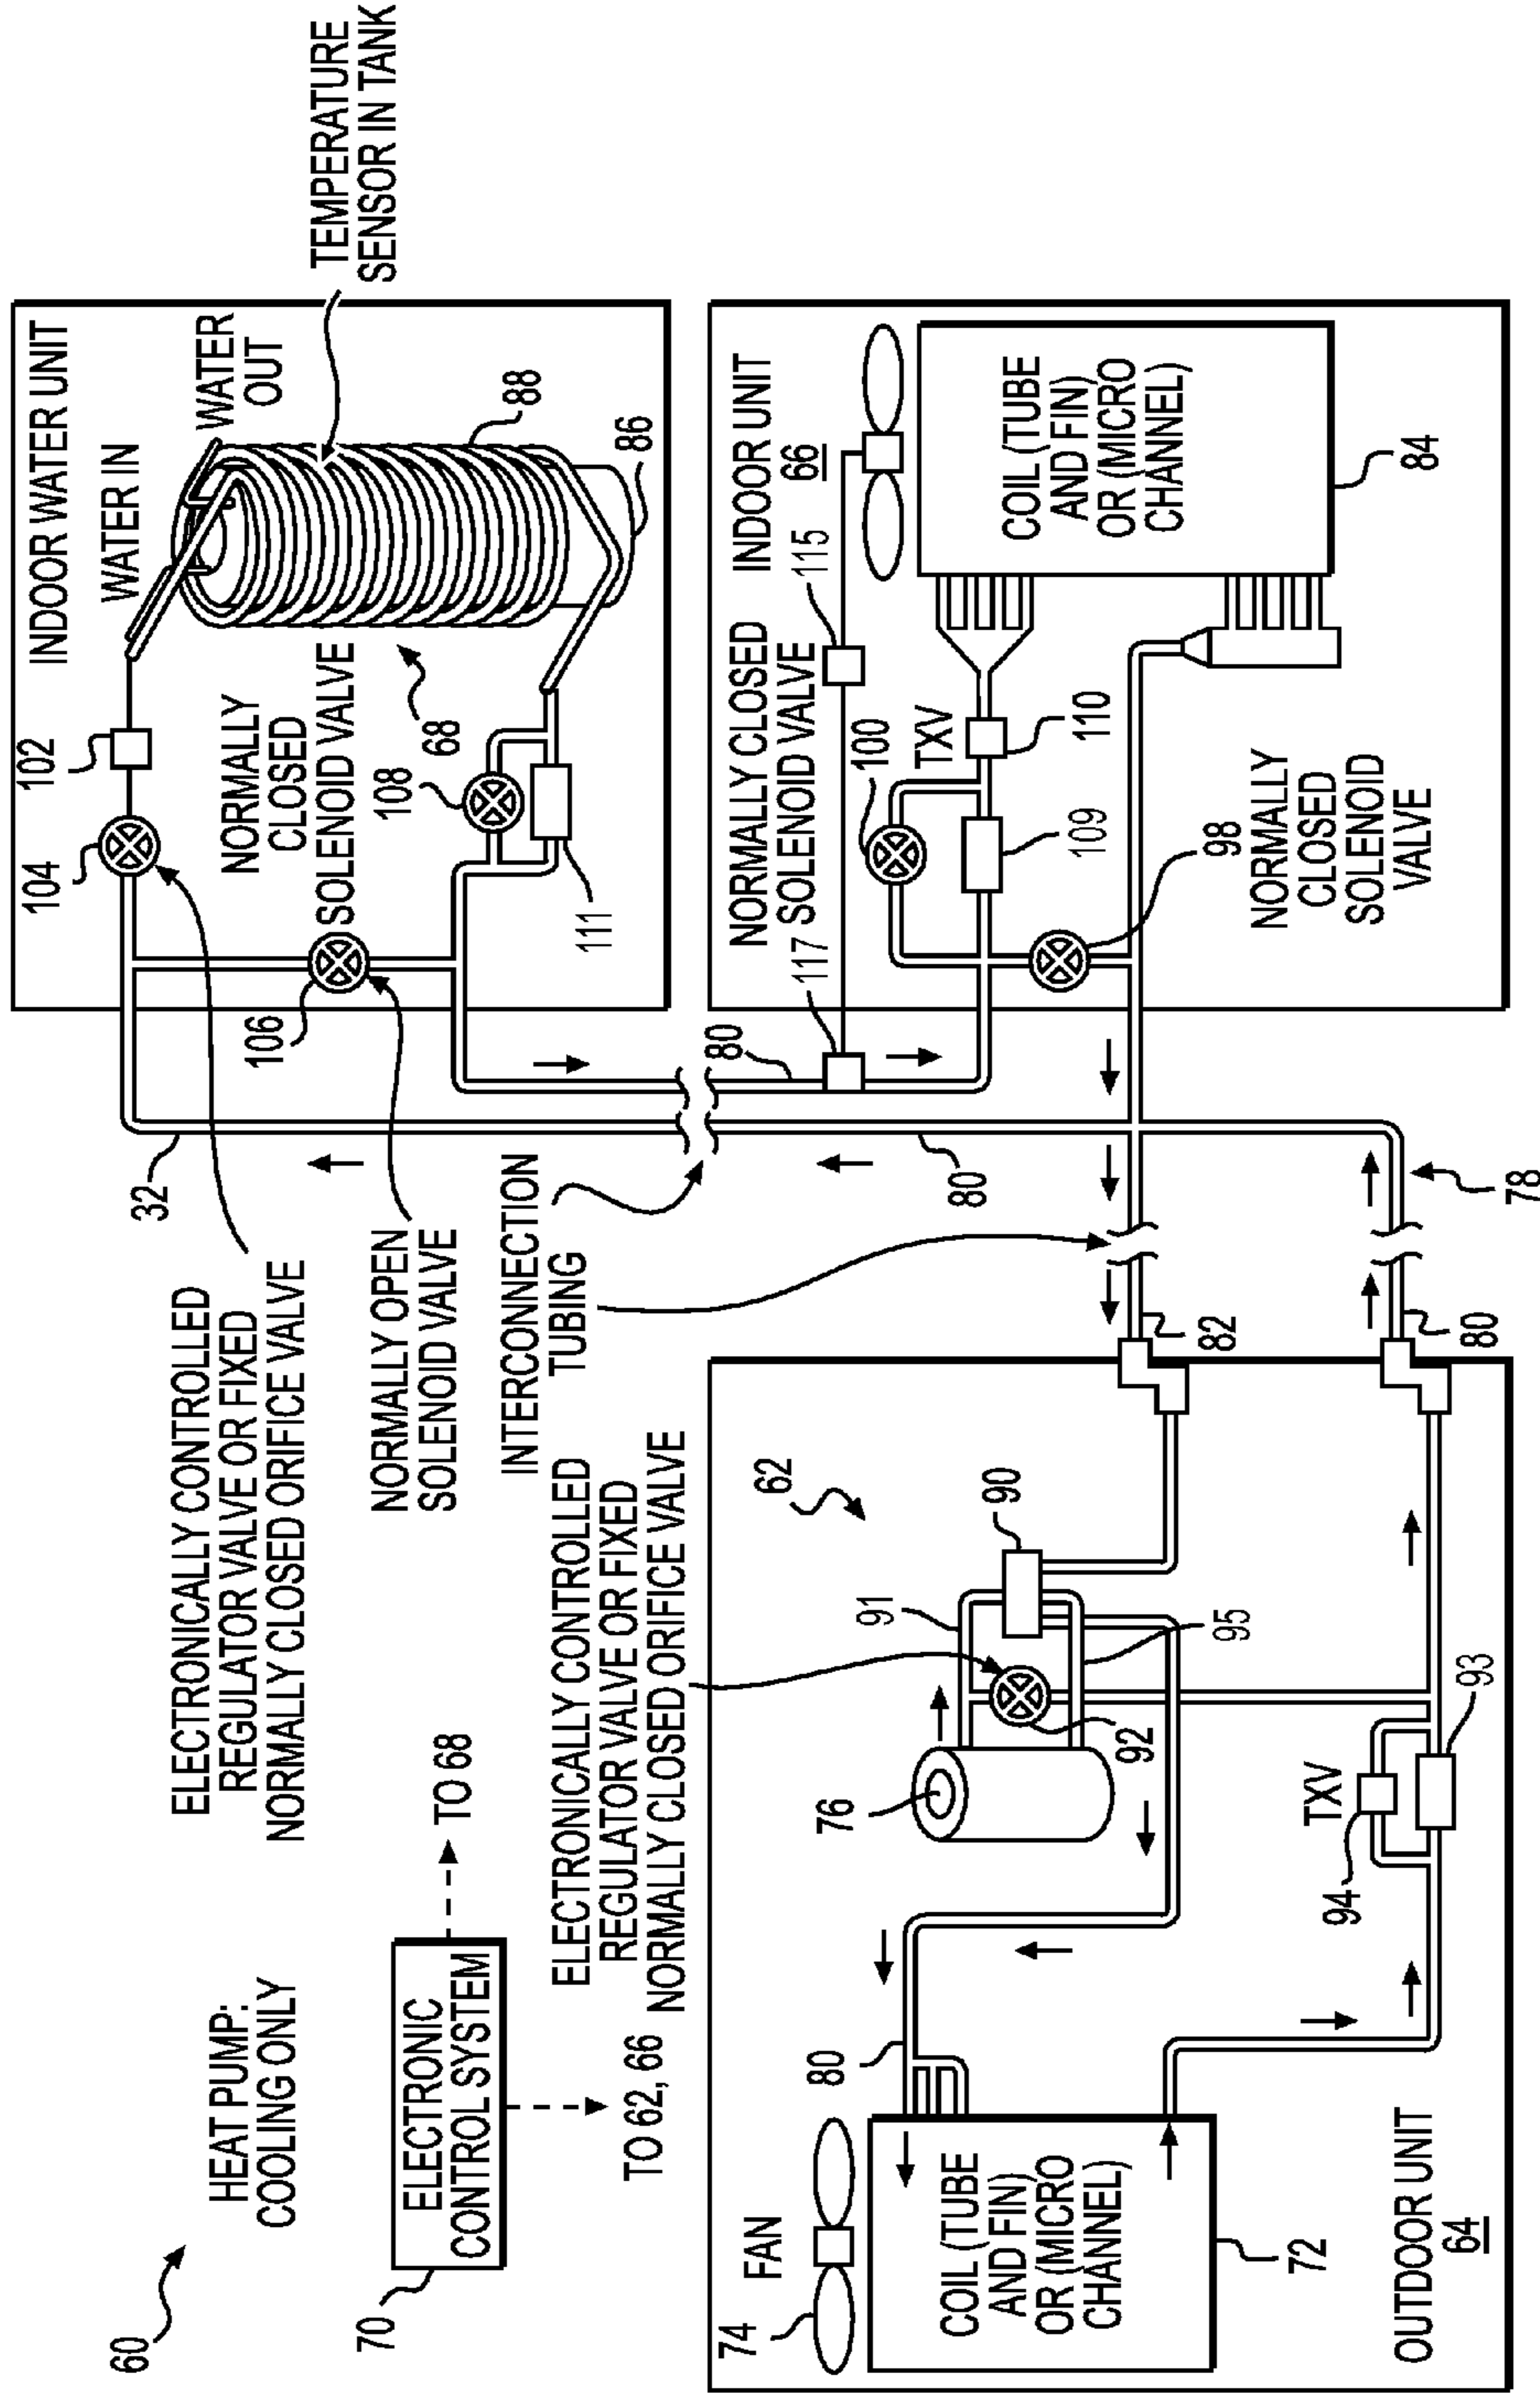 60
HEAT PUMP:
COOLING ONLY
70
ELECTRONIC
CONTROL SYSTEM
TO 68
TO 62, 66
ELECTRONICALLY CONTROLLED
REGULATOR VALVE OR FIXED
NORMALLY CLOSED ORIFICE VALVE
NORMALLY OPEN
SOLENOID VALVE
INTERCONNECTION
TUBING
ELECTRONICALLY CONTROLLED
REGULATOR VALVE OR FIXED
NORMALLY CLOSED ORIFICE VALVE
32
INDOOR WATER UNIT
WATER IN
WATER
OUT
TEMPERATURE
SENSOR IN TANK
102
104
106
NORMALLY
CLOSED
SOLENOID VALVE
68
108
111
88
86
80
80
117
115
INDOOR UNIT
66
NORMALLY CLOSED
SOLENOID VALVE
100
TXV
110
109
98
NORMALLY
CLOSED
SOLENOID
VALVE
COIL (TUBE
AND FIN)
OR (MICRO
CHANNEL)
84
78
82
80
62
90
91
95
92
76
93
TXV
94
80
FAN
74
COIL (TUBE
AND FIN)
OR (MICRO
CHANNEL)
72
OUTDOOR UNIT
64